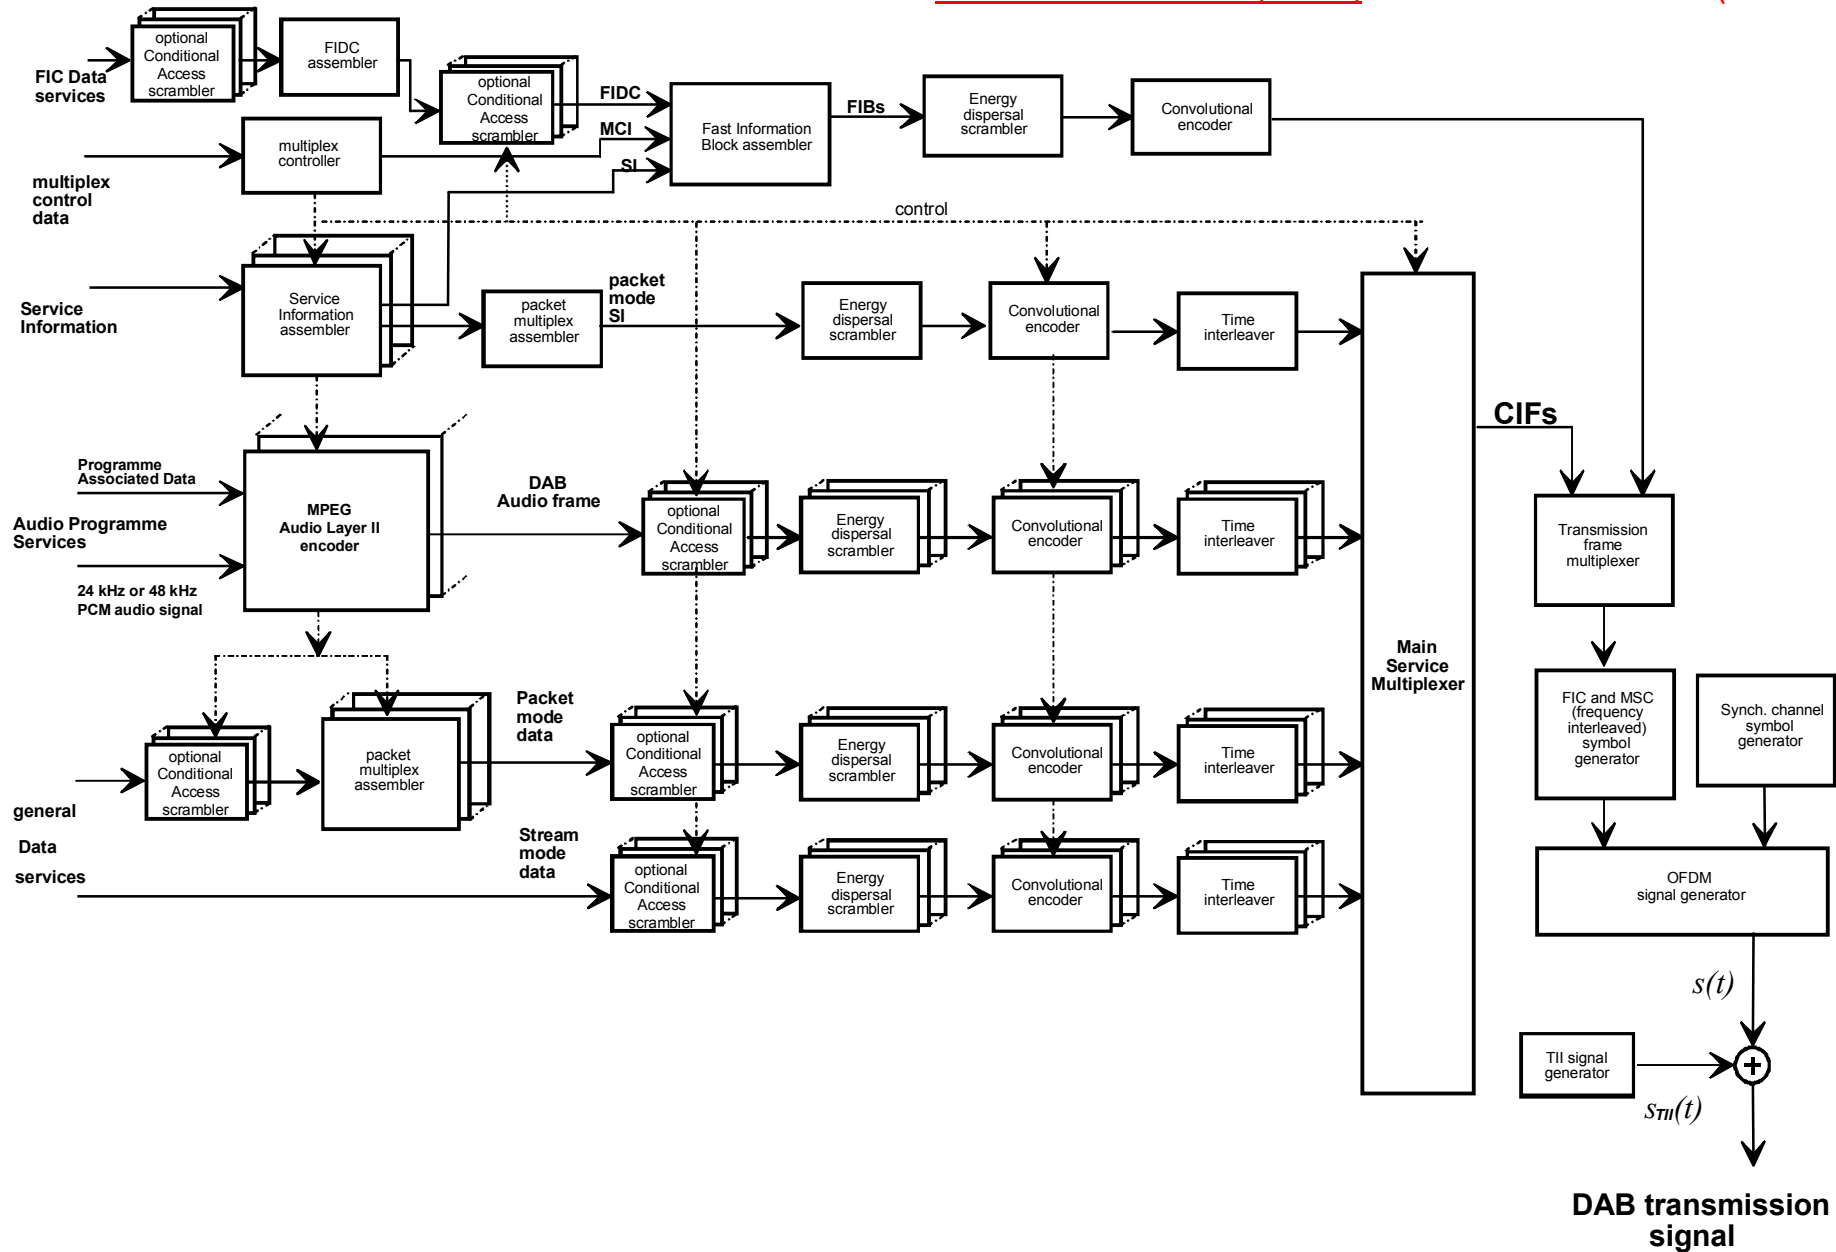 optional
Conditional
Access
scrambler
FIDC
assembler
FIC Data
services
optional
Conditional
Access
scrambler
FIDC
MCI
SI
Fast Information
Block assembler
FIBs
Energy
dispersal
scrambler
Convolutional
encoder
multiplex
controller
multiplex
control
data
control
Service
Information
Service
Information
assembler
packet
multiplex
assembler
packet
mode
SI
Energy
dispersal
scrambler
Convolutional
encoder
Time
interleaver
CIFs
Programme
Associated Data
Audio Programme
Services
24 kHz or 48 kHz
PCM audio signal
MPEG
Audio Layer II
encoder
DAB
Audio frame
optional
Conditional
Access
scrambler
Energy
dispersal
scrambler
Convolutional
encoder
Time
interleaver
Main
Service
Multiplexer
Transmission
frame
multiplexer
general
Data
services
optional
Conditional
Access
scrambler
packet
multiplex
assembler
Packet
mode
data
optional
Conditional
Access
scrambler
Energy
dispersal
scrambler
Convolutional
encoder
Time
interleaver
FIC and MSC
(frequency
interleaved)
symbol
generator
Synch. channel
symbol
generator
Stream
mode
data
optional
Conditional
Access
scrambler
Energy
dispersal
scrambler
Convolutional
encoder
Time
interleaver
OFDM
signal generator
s(t)
TII signal
generator
+
sTII(t)
DAB transmission
signal